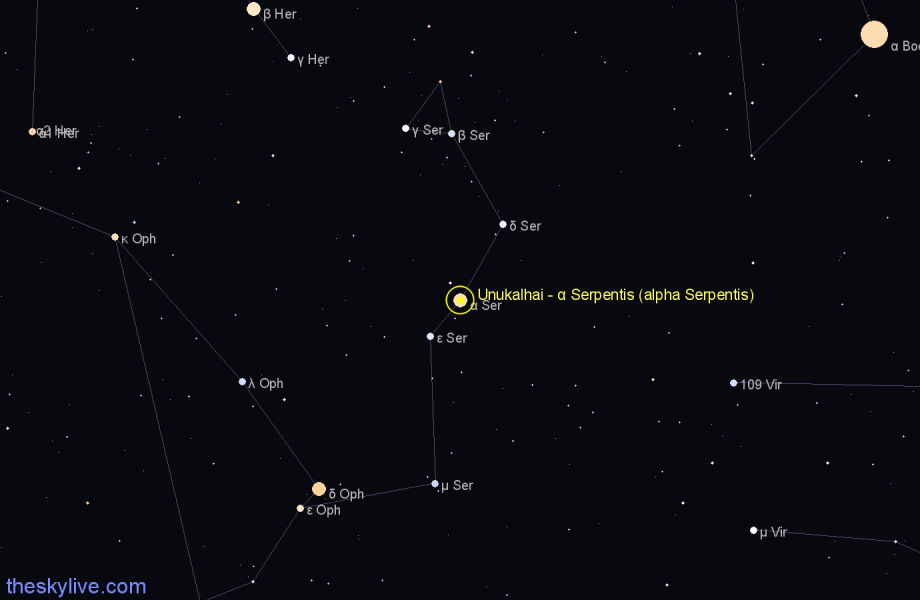 β Her
α Boo
γ Her
γ Ser
β Ser
α2 Her
α1 Her
δ Ser
κ Oph
Unukalhai - α Serpentis (alpha Serpentis)
α Ser
ε Ser
λ Oph
109 Vir
μ Ser
δ Oph
ε Oph
μ Vir
theskylive.com